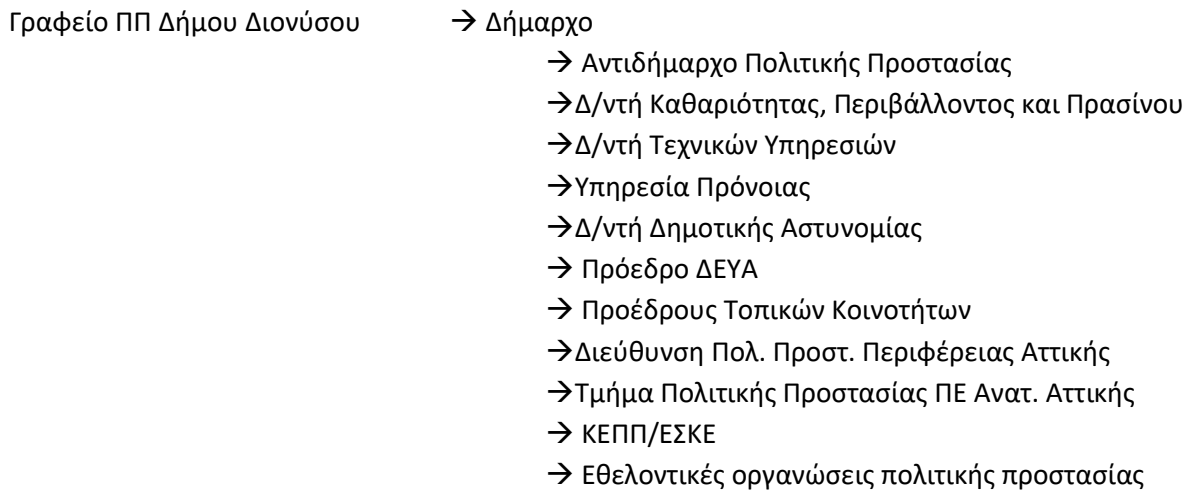 Γραφείο ΠΠ Δήμου Διονύσου → Δήμαρχο
→ Αντιδήμαρχο Πολιτικής Προστασίας
→Δ/ντή Καθαριότητας, Περιβάλλοντος και Πρασίνου
→Δ/ντή Τεχνικών Υπηρεσιών
→Υπηρεσία Πρόνοιας
→Δ/ντή Δημοτικής Αστυνομίας
→ Πρόεδρο ΔΕΥΑ
→ Προέδρους Τοπικών Κοινοτήτων
→Διεύθυνση Πολ. Προστ. Περιφέρειας Αττικής
→Τμήμα Πολιτικής Προστασίας ΠΕ Ανατ. Αττικής
→ ΚΕΠΠ/ΕΣΚΕ
→ Εθελοντικές οργανώσεις πολιτικής προστασίας